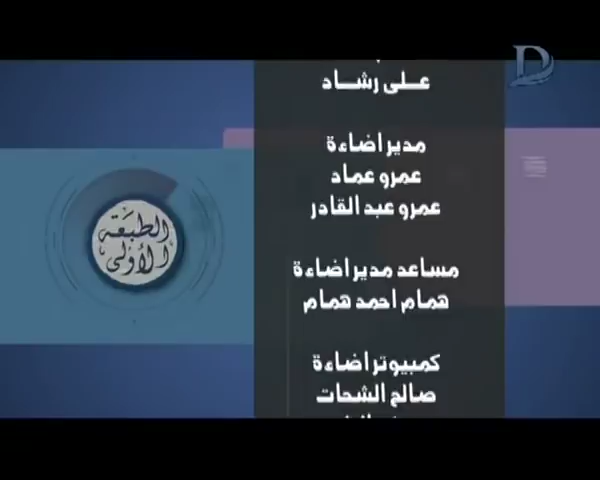 D
على رشاد
مدير اضاءة
عمرو عماد
عمرو عبد القادر
مساعد مدير اضاءة
همام احمد همام
كمبيوتر اضاءة
صالح الشحات
الطبعة
الأولى